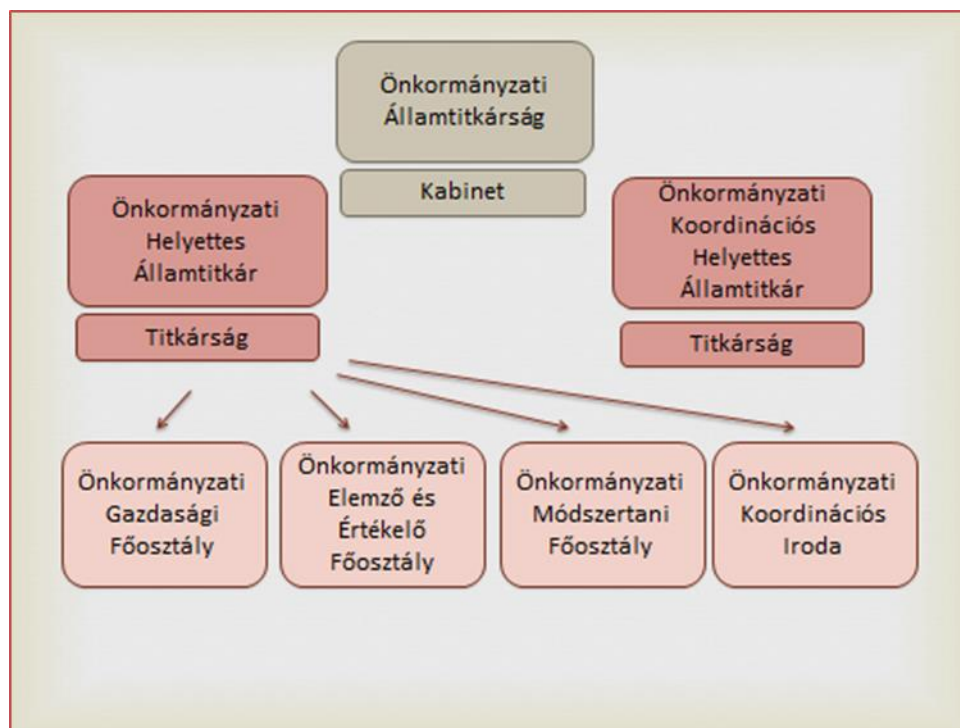 Önkormányzati
Államtitkárság
Kabinet
Önkormányzati
Helyettes
Államtitkár
Titkárság
Önkormányzati
Koordinációs
Helyettes
Államtitkár
Titkárság
Önkormányzati
Gazdasági
Főosztály
Önkormányzati
Elemző és
Értékelő
Főosztály
Önkormányzati
Módszertani
Főosztály
Önkormányzati
Koordinációs
Iroda